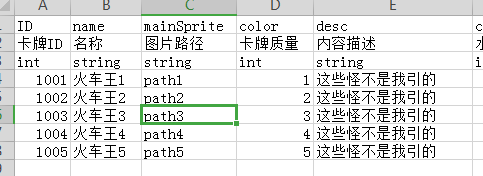 A B C D E
ID name mainSprite color desc
卡牌ID 名称 图片路径 卡牌质量 内容描述
int string string int string
1001 火车王1 path1 1 这些怪不是我引的
1002 火车王2 path2 2 这些怪不是我引的
1003 火车王3 path3 3 这些怪不是我引的
1004 火车王4 path4 4 这些怪不是我引的
1005 火车王5 path5 5 这些怪不是我引的